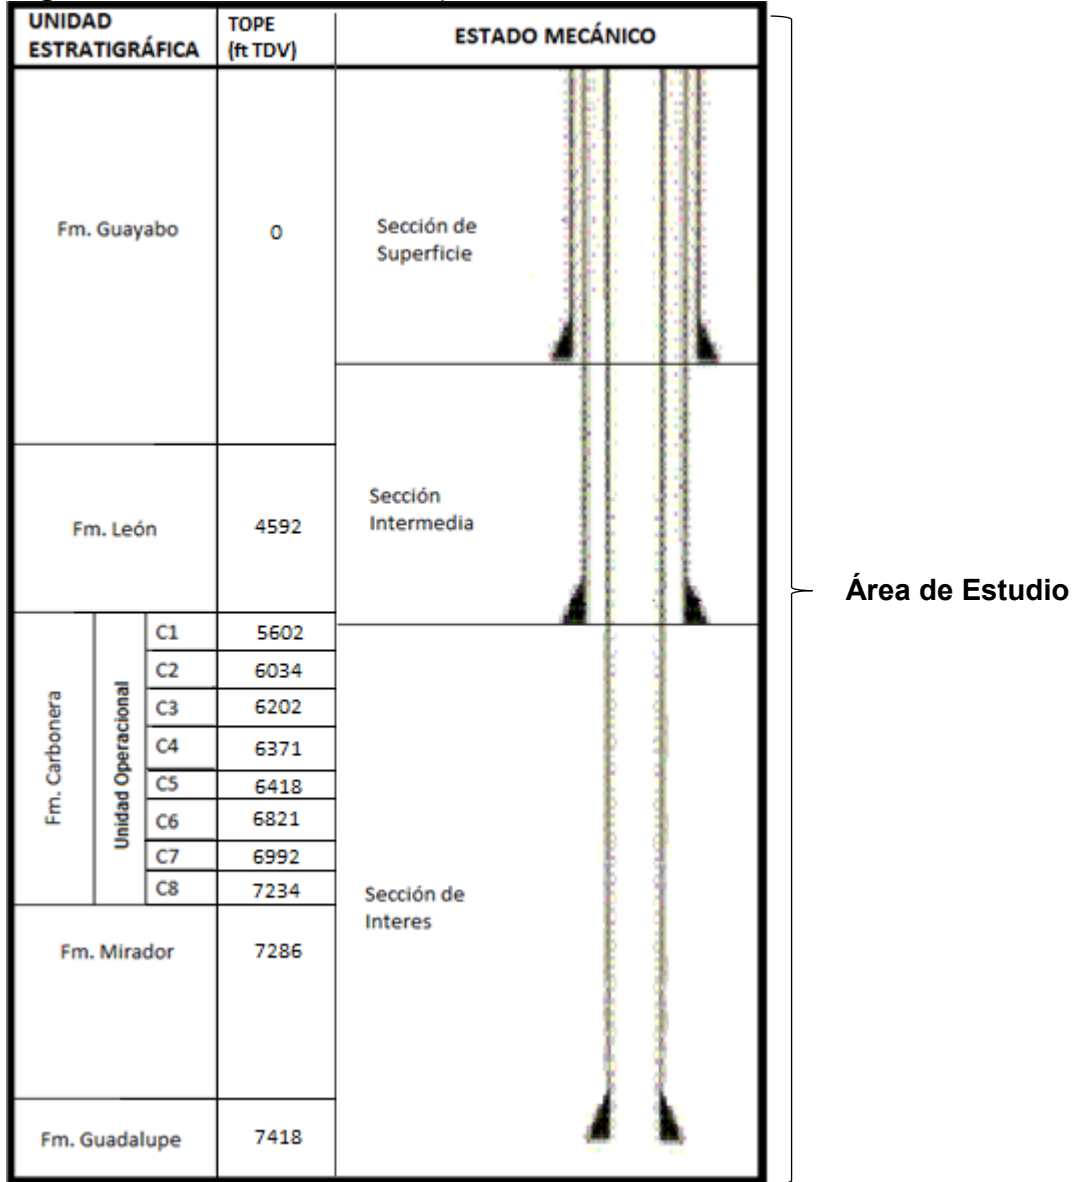 UNIDAD
ESTRATIGRÁFICA
TOPE
(ft TDV)
ESTADO MECÁNICO
Fm. Guayabo
0
Sección de
Superficie
Fm. León
4592
Sección
Intermedia
Área de Estudio
Fm. Carbonera
Unidad Operacional
C1
5602
C2
6034
C3
6202
C4
6371
C5
6418
C6
6821
C7
6992
C8
7234
Sección de
Interes
Fm. Mirador
7286
Fm. Guadalupe
7418